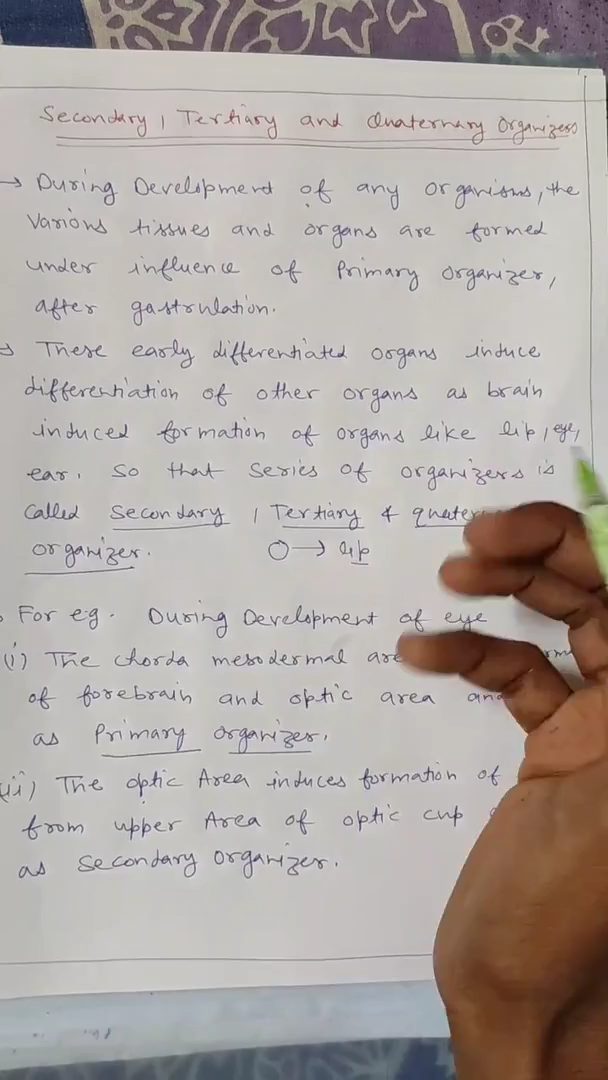 Secondary, Tertiary and Quaternary Organizers
→ During Development of any organisms, the
various tissues and organs are formed
under influence of Primary Organizer,
after gastrulation.
→ These early differentiated organs induce
differentiation of other organs as brain
induced formation of organs like lip, eye,
ear. So that series of organizers is
called Secondary, Tertiary &
organizer. O → lip
For e.g. During Development of eye
(i) The chorda mesodermal
of forebrain and optic area and
as Primary Organizer.
(ii) The optic Area induces formation of
from upper Area of optic cup
as Secondary Organizer.